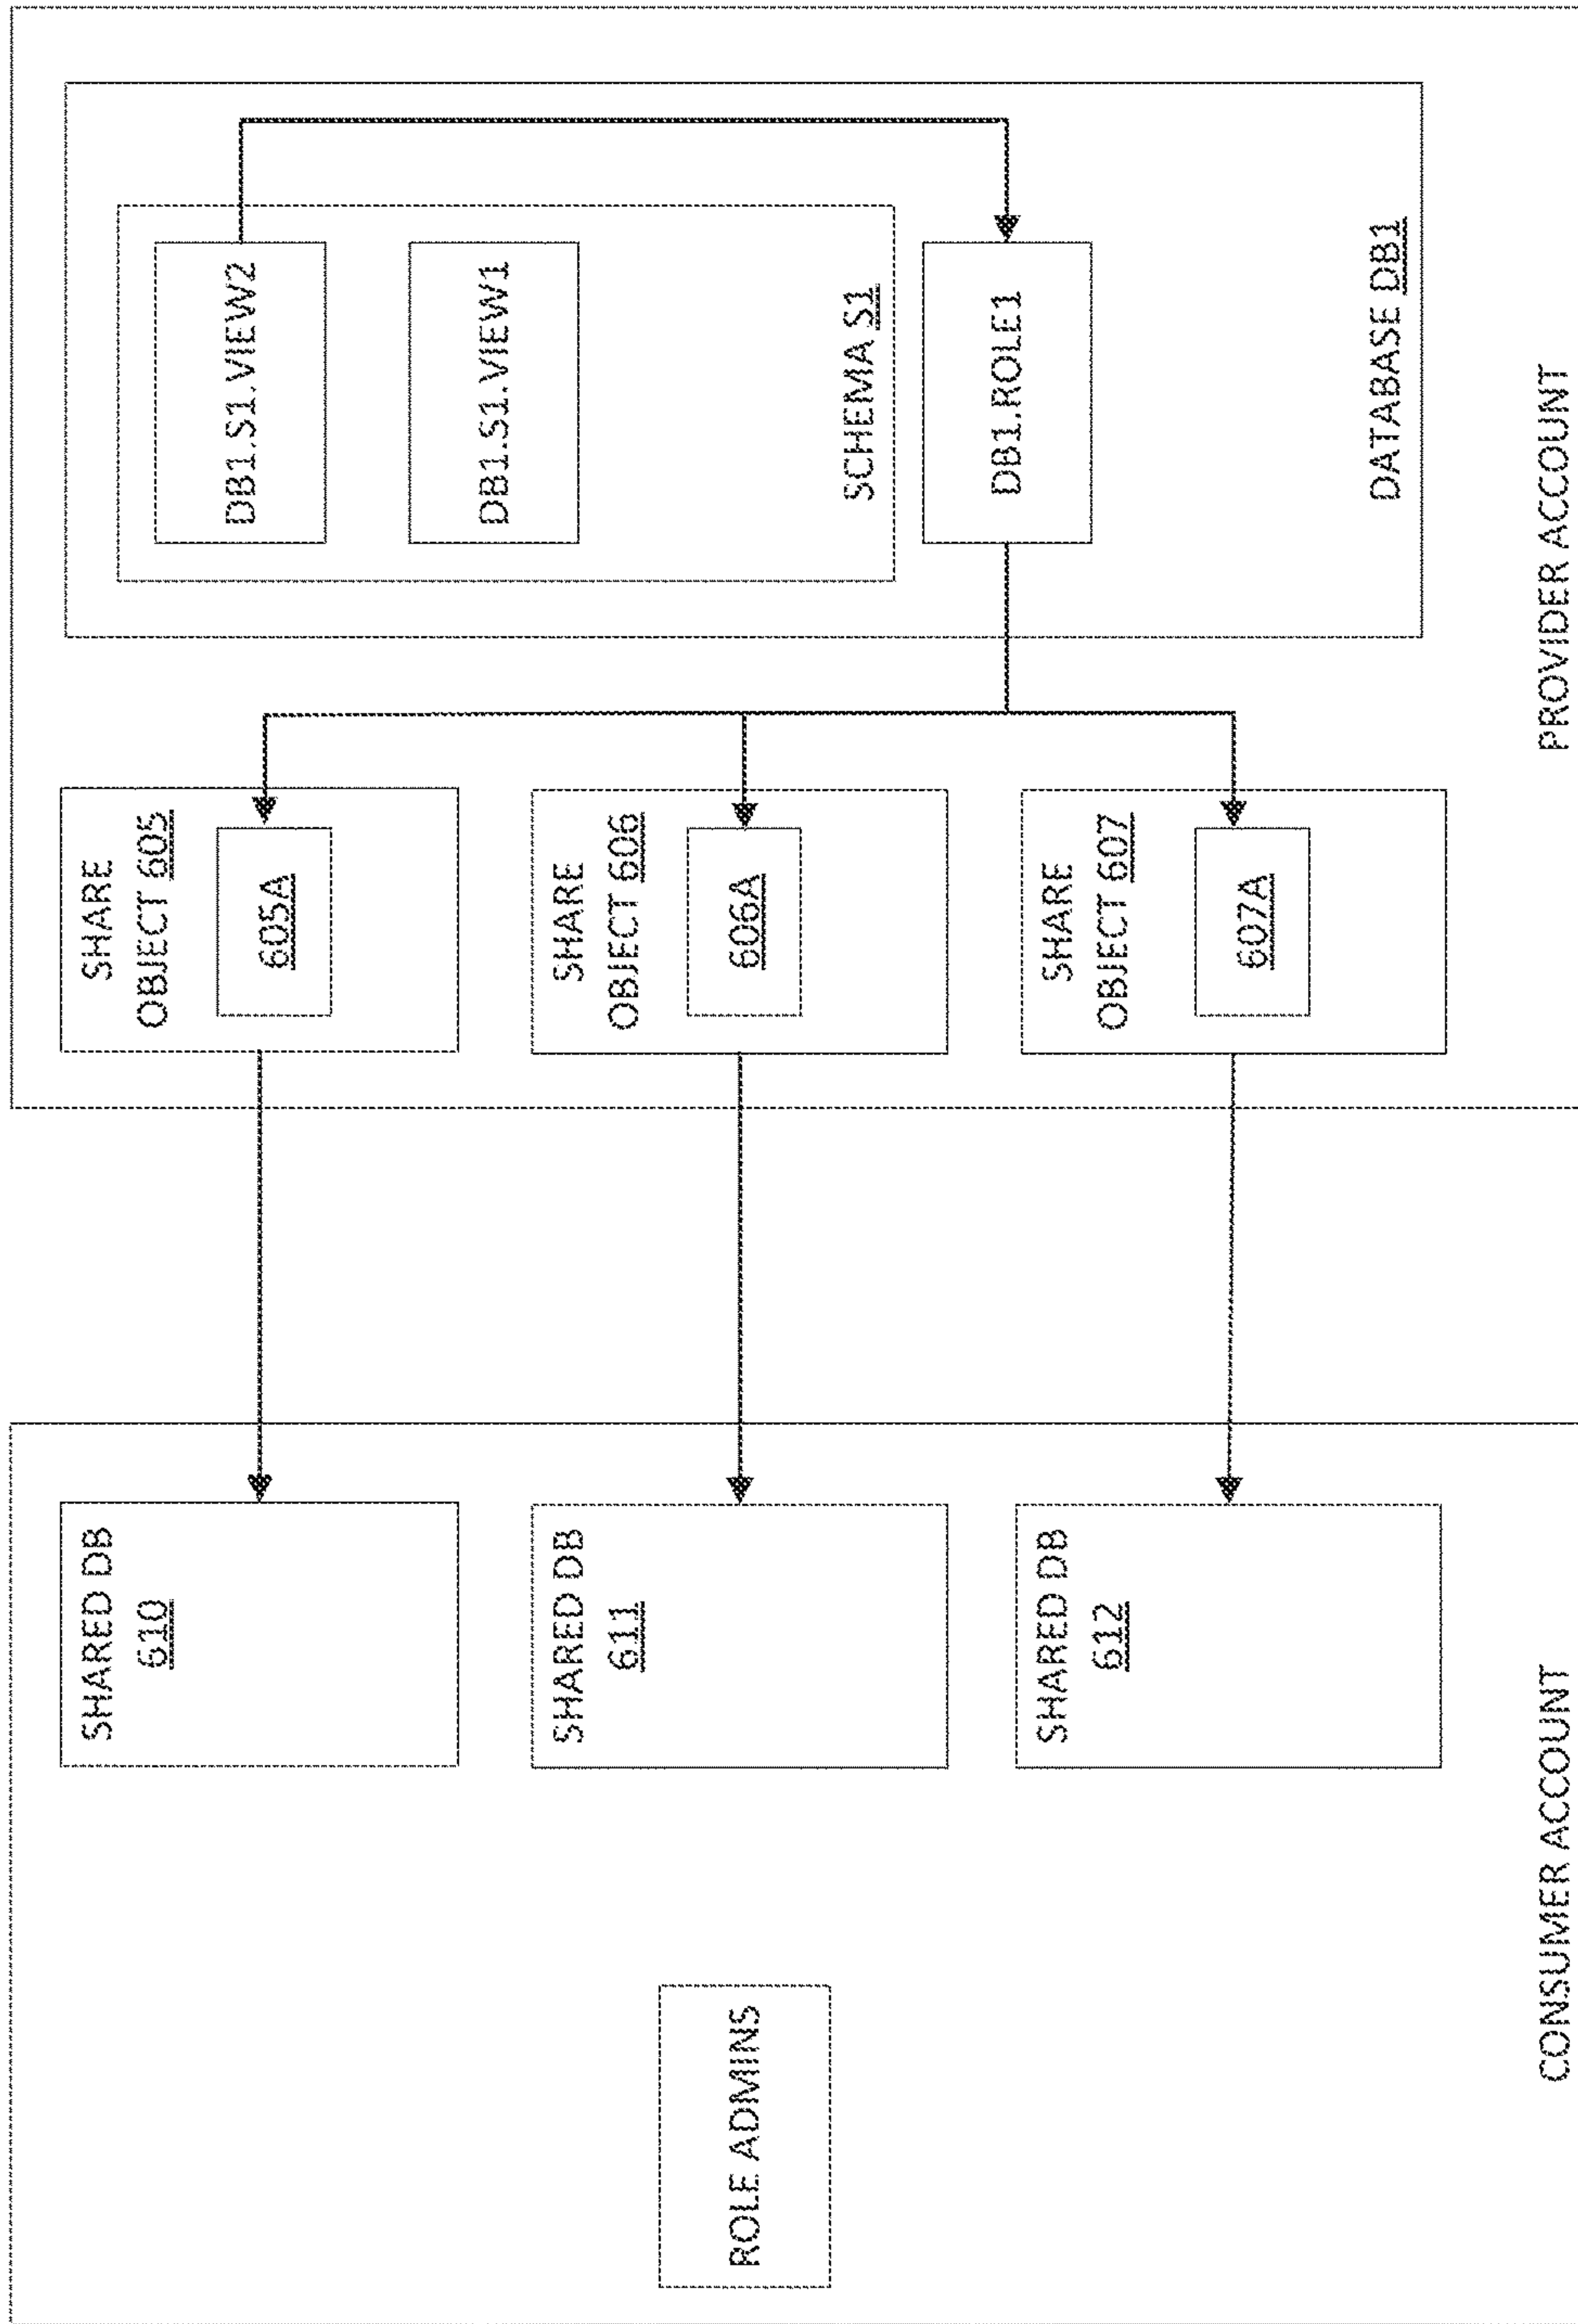 CONSUMER ACCOUNT
ROLE ADMINS
SHARED DB
610
SHARED DB
611
SHARED DB
612
PROVIDER ACCOUNT
SHARE
OBJECT 605
605A
SHARE
OBJECT 606
606A
SHARE
OBJECT 607
607A
DATABASE DB1
SCHEMA S1
DB1.S1.VIEW2
DB1.S1.VIEW1
DB1.ROLE1